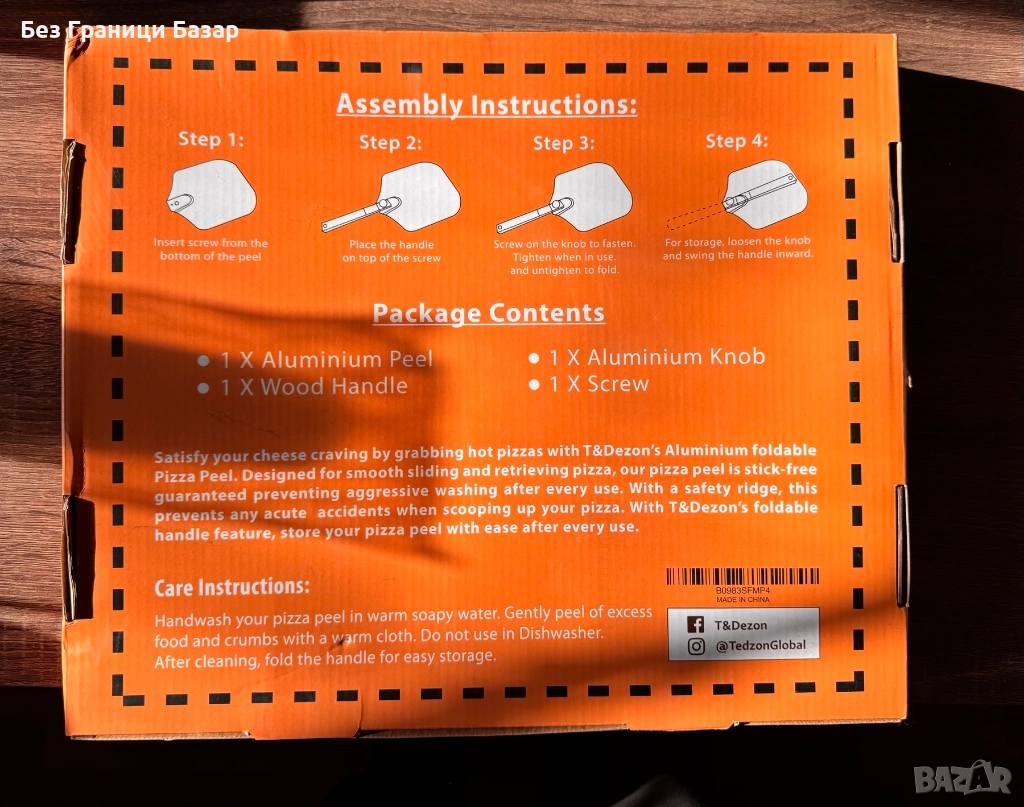 Без Граници Базар
Assembly Instructions:
Step 1:
Insert screw from the
bottom of the peel
Step 2:
Place the handle
on top of the screw
Step 3:
Screw on the knob to fasten.
Tighten when in use.
and untighten to fold.
Step 4:
For storage, loosen the knob
and swing the handle inward.
Package Contents
● 1 X Aluminium Peel
● 1 X Wood Handle
● 1 X Aluminium Knob
● 1 X Screw
Satisfy your cheese craving by grabbing hot pizzas with T&Dezon's Aluminium foldable
Pizza Peel. Designed for smooth sliding and retrieving pizza, our pizza peel is stick-free
guaranteed preventing aggressive washing after every use. With a safety ridge, this
prevents any acute accidents when scooping up your pizza. With T&Dezon's foldable
handle feature, store your pizza peel with ease after every use.
Care Instructions:
Handwash your pizza peel in warm soapy water. Gently peel of excess
food and crumbs with a warm cloth. Do not use in Dishwasher.
After cleaning, fold the handle for easy storage.
B0983SFMP4
MADE IN CHINA
T&Dezon
@TedzonGlobal
BAZAR